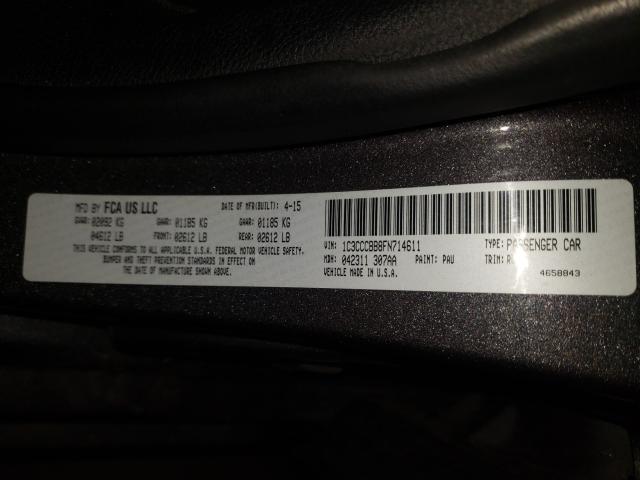 MFD BY FCA US LLC DATE OF MFR(BUILT): 4-15
GVWR: 02092 KG GAWR: 01185 KG GAWR: 01185 KG
04612 LB FRONT: 02612 LB REAR: 02612 LB
THIS VEHICLE CONFORMS TO ALL APPLICABLE U.S.A. FEDERAL MOTOR VEHICLE SAFETY
BUMPER AND THEFT PREVENTION STANDARDS IN EFFECT ON
THE DATE OF MANUFACTURE SHOWN ABOVE.
VIN: 1C3CCCBB8FN714611 TYPE: PASSENGER CAR
MDH: 042311 307AA PAINT: PAU TRIM:
VEHICLE MADE IN U.S.A. 4658843